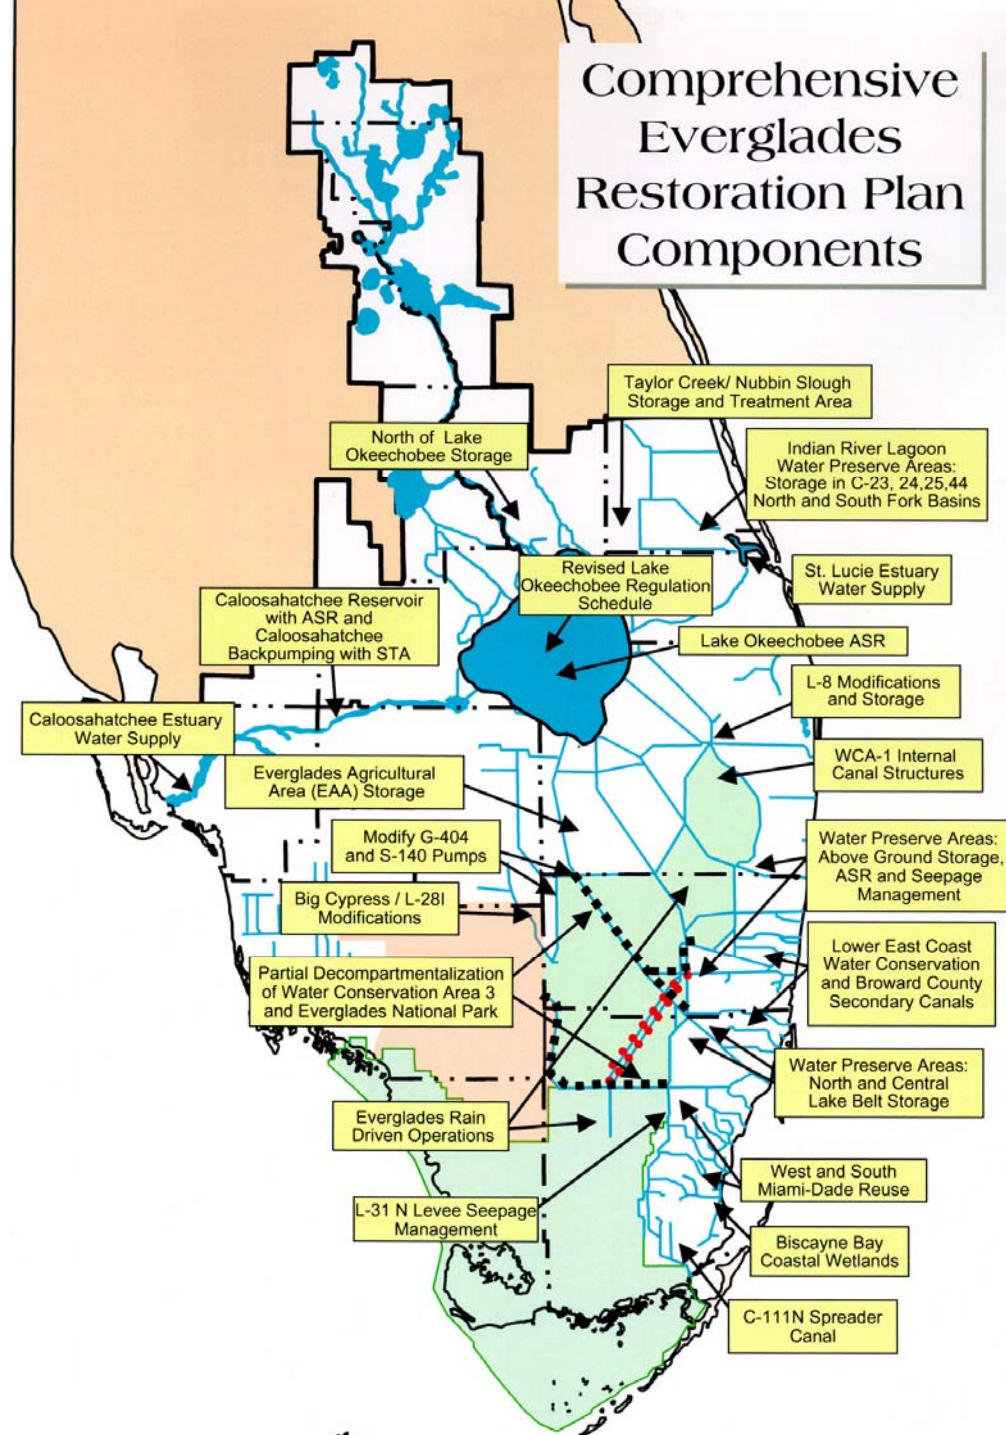 Comprehensive
Everglades
Restoration Plan
Components
Taylor Creek/ Nubbin Slough
Storage and Treatment Area
North of Lake
Okeechobee Storage
Indian River Lagoon
Water Preserve Areas:
Storage in C-23, 24,25,44
North and South Fork Basins
Revised Lake
Okeechobee Regulation
Schedule
St. Lucie Estuary
Water Supply
Caloosahatchee Reservoir
with ASR and
Caloosahatchee
Backpumping with STA
Lake Okeechobee ASR
L-8 Modifications
and Storage
Caloosahatchee Estuary
Water Supply
WCA-1 Internal
Canal Structures
Everglades Agricultural
Area (EAA) Storage
Modify G-404
and S-140 Pumps
Water Preserve Areas:
Above Ground Storage,
ASR and Seepage
Management
Big Cypress / L-28I
Modifications
Lower East Coast
Water Conservation
and Broward County
Secondary Canals
Partial Decompartmentalization
of Water Conservation Area 3
and Everglades National Park
Water Preserve Areas:
North and Central
Lake Belt Storage
Everglades Rain
Driven Operations
West and South
Miami-Dade Reuse
L-31 N Levee Seepage
Management
Biscayne Bay
Coastal Wetlands
C-111N Spreader
Canal